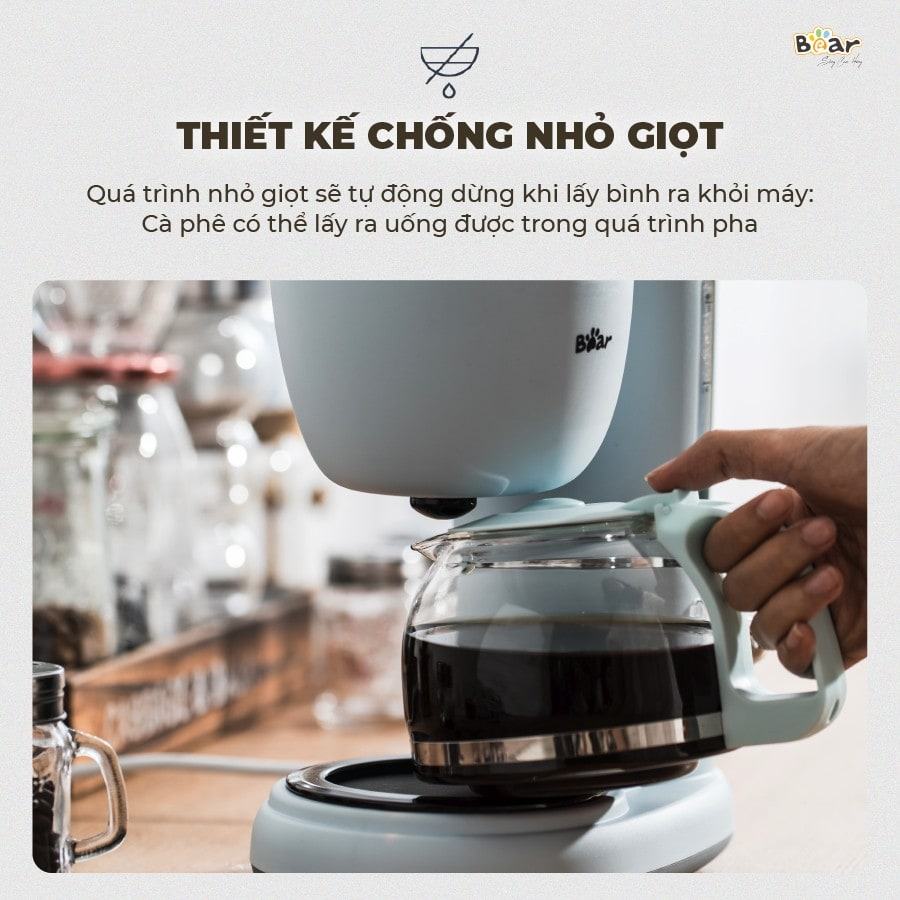 Bear
THIẾT KẾ CHỐNG NHỎ GIỌT
Quá trình nhỏ giọt sẽ tự động dừng khi lấy bình ra khỏi máy:
Cà phê có thể lấy ra uống được trong quá trình pha
Bear